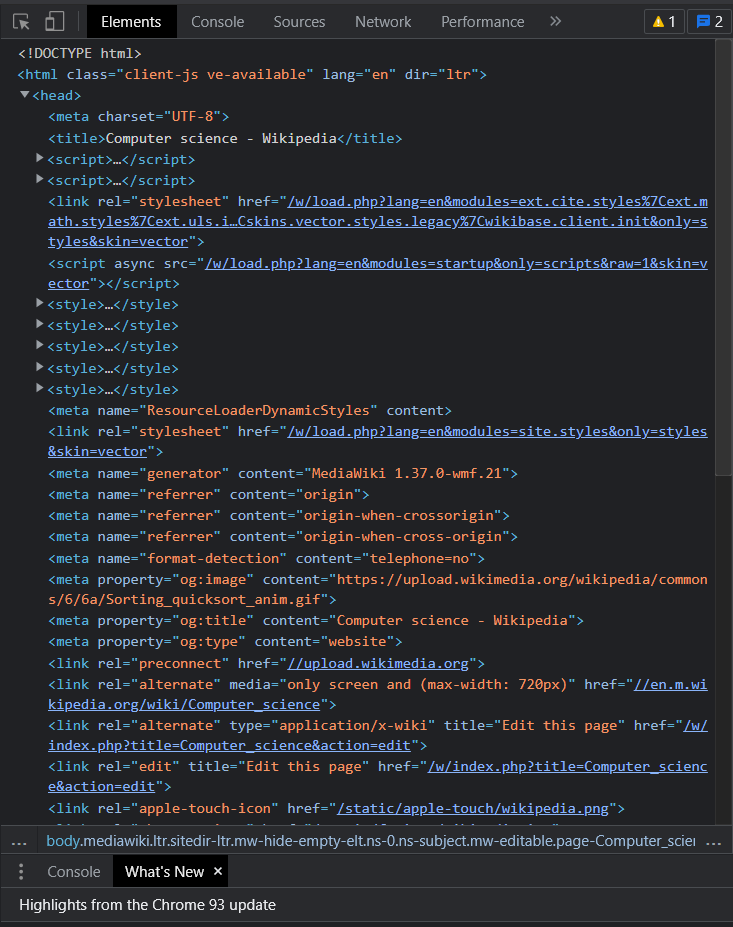 Elements Console Sources Network Performance » 1 2
<!DOCTYPE html>
<html class="client-js ve-available" lang="en" dir="ltr">
<head>
<meta charset="UTF-8">
<title>Computer science - Wikipedia</title>
<script>…</script>
<script>…</script>
<link rel="stylesheet" href="/w/load.php?lang=en&modules=ext.cite.styles%7Cext.m
ath.styles%7Cext.uls.i…Cskins.vector.styles.legacy%7Cwikibase.client.init&only=s
tyles&skin=vector">
<script async src="/w/load.php?lang=en&modules=startup&only=scripts&raw=1&skin=v
ector"></script>
<style>…</style>
<style>…</style>
<style>…</style>
<style>…</style>
<style>…</style>
<meta name="ResourceLoaderDynamicStyles" content>
<link rel="stylesheet" href="/w/load.php?lang=en&modules=site.styles&only=styles
&skin=vector">
<meta name="generator" content="MediaWiki 1.37.0-wmf.21">
<meta name="referrer" content="origin">
<meta name="referrer" content="origin-when-crossorigin">
<meta name="referrer" content="origin-when-cross-origin">
<meta name="format-detection" content="telephone=no">
<meta property="og:image" content="https://upload.wikimedia.org/wikipedia/common
s/6/6a/Sorting_quicksort_anim.gif">
<meta property="og:title" content="Computer science - Wikipedia">
<meta property="og:type" content="website">
<link rel="preconnect" href="//upload.wikimedia.org">
<link rel="alternate" media="only screen and (max-width: 720px)" href="//en.m.wi
kipedia.org/wiki/Computer_science">
<link rel="alternate" type="application/x-wiki" title="Edit this page" href="/w/
index.php?title=Computer_science&action=edit">
<link rel="edit" title="Edit this page" href="/w/index.php?title=Computer_scienc
e&action=edit">
<link rel="apple-touch-icon" href="/static/apple-touch/wikipedia.png">
... body.mediawiki.ltr.sitedir-ltr.mw-hide-empty-elt.ns-0.ns-subject.mw-editable.page-Computer_scien ...
Console What's New ×
Highlights from the Chrome 93 update